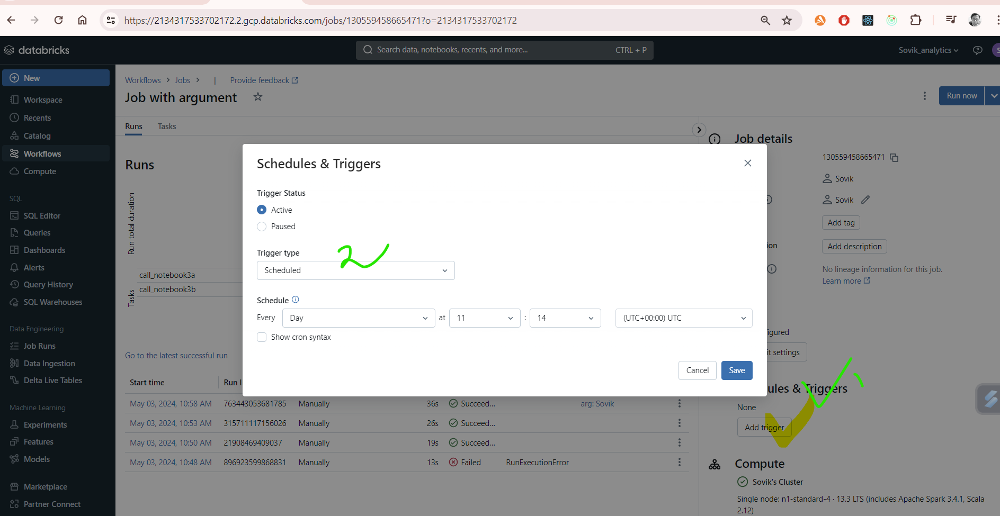 https://2134317533702172.2.gcp.databricks.com/jobs/130559458665471?o=2134317533702172
databricks
Search data, notebooks, recents, and more...
CTRL + P
Sovik_analytics
S
New
Workspace
Recents
Catalog
Workflows
Compute
SQL
SQL Editor
Queries
Dashboards
Alerts
Query History
SQL Warehouses
Data Engineering
Job Runs
Data Ingestion
Delta Live Tables
Machine Learning
Experiments
Features
Models
Marketplace
Partner Connect
Workflows > Jobs > | Provide feedback
Job with argument
Run now
Runs Tasks
Runs
Run total duration
Tasks
call_notebook3a
call_notebook3b
Go to the latest successful run
Start time Run I
May 03, 2024, 10:58 AM 763443053681785 Manually 36s Succeed... arg: Sovik
May 03, 2024, 10:53 AM 315711117156026 Manually 26s Succeed...
May 03, 2024, 10:50 AM 21908469409037 Manually 19s Succeed...
May 03, 2024, 10:48 AM 896923599868831 Manually 13s Failed RunExecutionError
Schedules & Triggers
Trigger Status
Active
Paused
Trigger type
2
Scheduled
Schedule
Every Day at 11 : 14 (UTC+00:00) UTC
Show cron syntax
Cancel Save
Job details
130559458665471
Sovik
Sovik
Add tag
ion
Add description
No lineage information for this job.
Learn more
igured
it settings
ules & Triggers
None
Add trigger
Compute
Sovik's Cluster
Single node: n1-standard-4 · 13.3 LTS (includes Apache Spark 3.4.1, Scala
2.12)